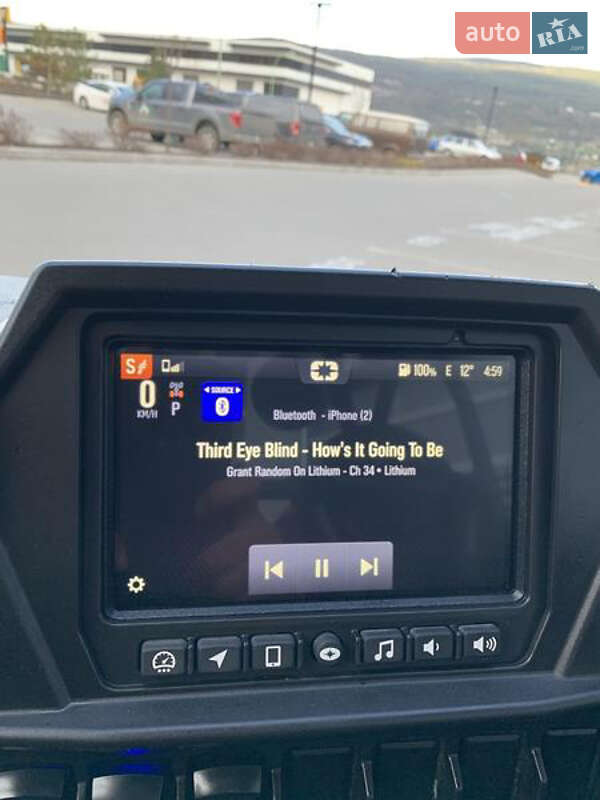 auto RIA .com
S 100% E 12° 4:59
0 KM/H P
SOURCE
Bluetooth - iPhone (2)
Third Eye Blind - How's It Going To Be
Grant Random On Lithium - Ch 34 • Lithium